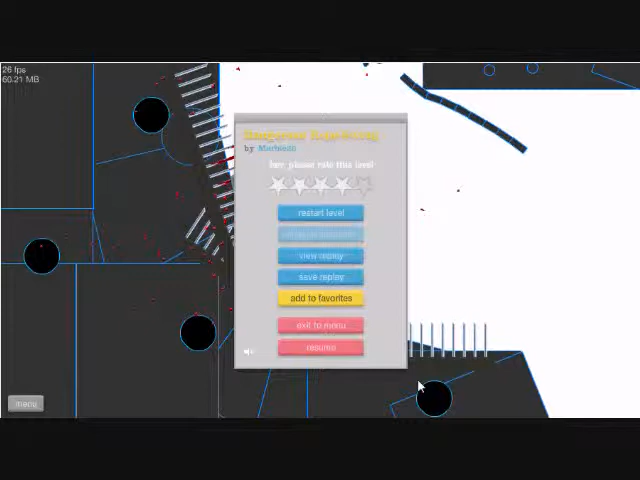 26 fps
60.21 MB
by
hey, please rate this level
restart level
view replay
save replay
add to favorites
exit to menu
resume
menu